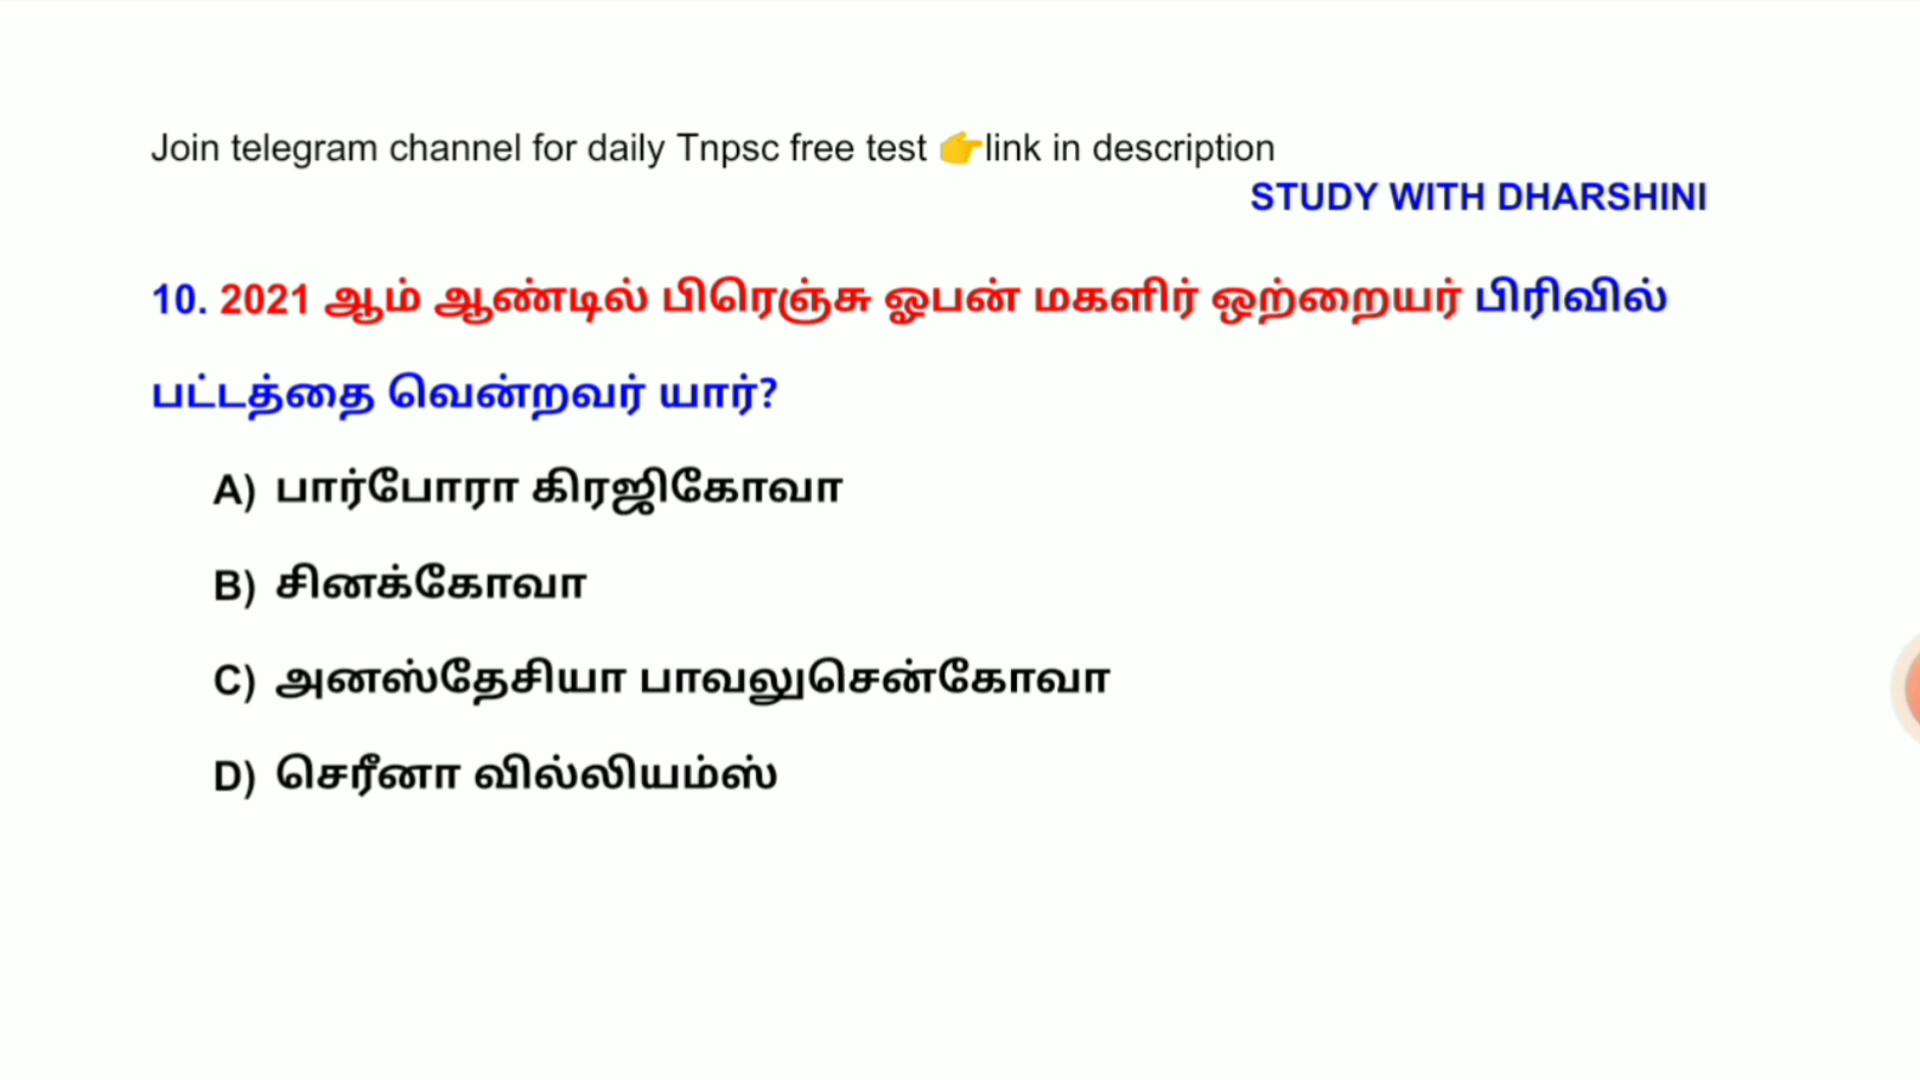 Join telegram channel for daily Tnpsc free test 👉link in description
STUDY WITH DHARSHINI
10. 2021 ஆம் ஆண்டில் பிரெஞ்சு ஓபன் மகளிர் ஒற்றையர் பிரிவில்
பட்டத்தை வென்றவர் யார்?
A) பார்போரா கிரஜிகோவா
B) சினக்கோவா
C) அனஸ்தேசியா பாவலுசென்கோவா
D) செரீனா வில்லியம்ஸ்